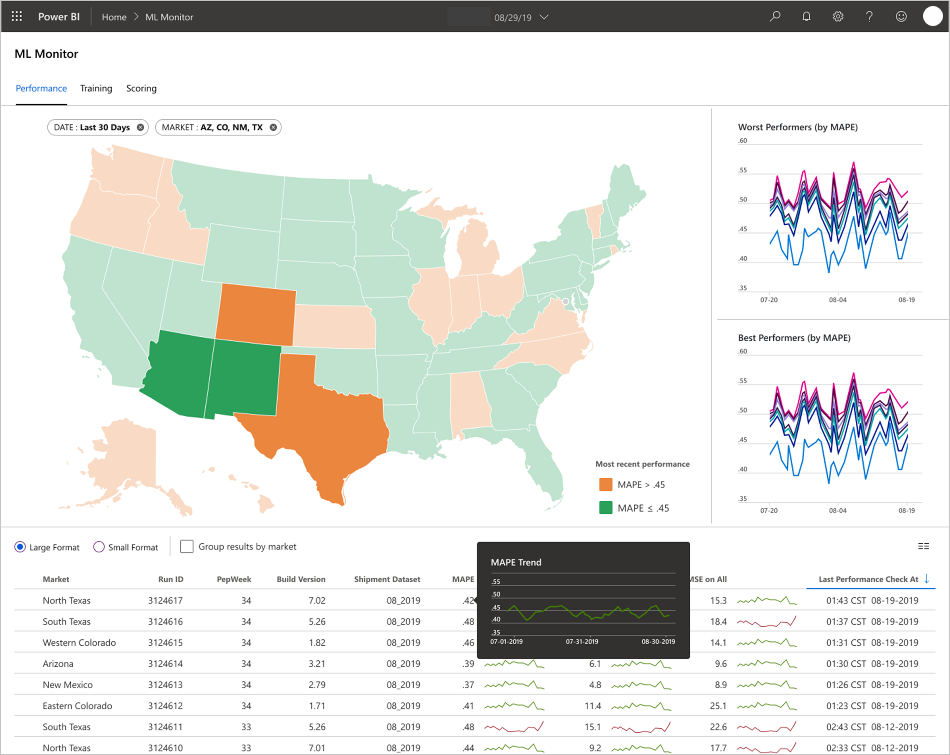 Power BI Home ML Monitor 08/29/19 ?
ML Monitor
Performance Training Scoring
DATE : Last 30 Days MARKET : AZ, CO, NM, TX
Worst Performers (by MAPE)
.60
.55
.50
.45
.40
.35
07-20 08-04 08-19
Best Performers (by MAPE)
.60
.55
.50
.45
.40
.35
07-20 08-04 08-19
Most recent performance
MAPE > .45
MAPE ≤ .45
Large Format Small Format Group results by market
Market Run ID PepWeek Build Version Shipment Dataset MAPE MSE on All Last Performance Check At ↓
North Texas 3124617 34 7.02 08_2019 .42 15.3 01:43 CST 08-19-2019
South Texas 3124616 34 5.26 08_2019 .48 18.4 01:37 CST 08-19-2019
Western Colorado 3124615 34 1.82 08_2019 .46 14.1 01:31 CST 08-19-2019
Arizona 3124614 34 3.21 08_2019 .39 6.1 9.6 01:30 CST 08-19-2019
New Mexico 3124613 34 2.79 08_2019 .37 4.8 8.9 01:26 CST 08-19-2019
Eastern Colorado 3124612 34 1.71 08_2019 .41 11.4 25.1 01:23 CST 08-19-2019
South Texas 3124611 33 5.26 08_2019 .48 15.1 22.6 02:43 CST 08-12-2019
North Texas 3124610 33 7.01 08_2019 .44 9.2 17.7 02:33 CST 08-12-2019
MAPE Trend
.55
.50
.45
.40
.35
07-01-2019 07-31-2019 08-30-2019